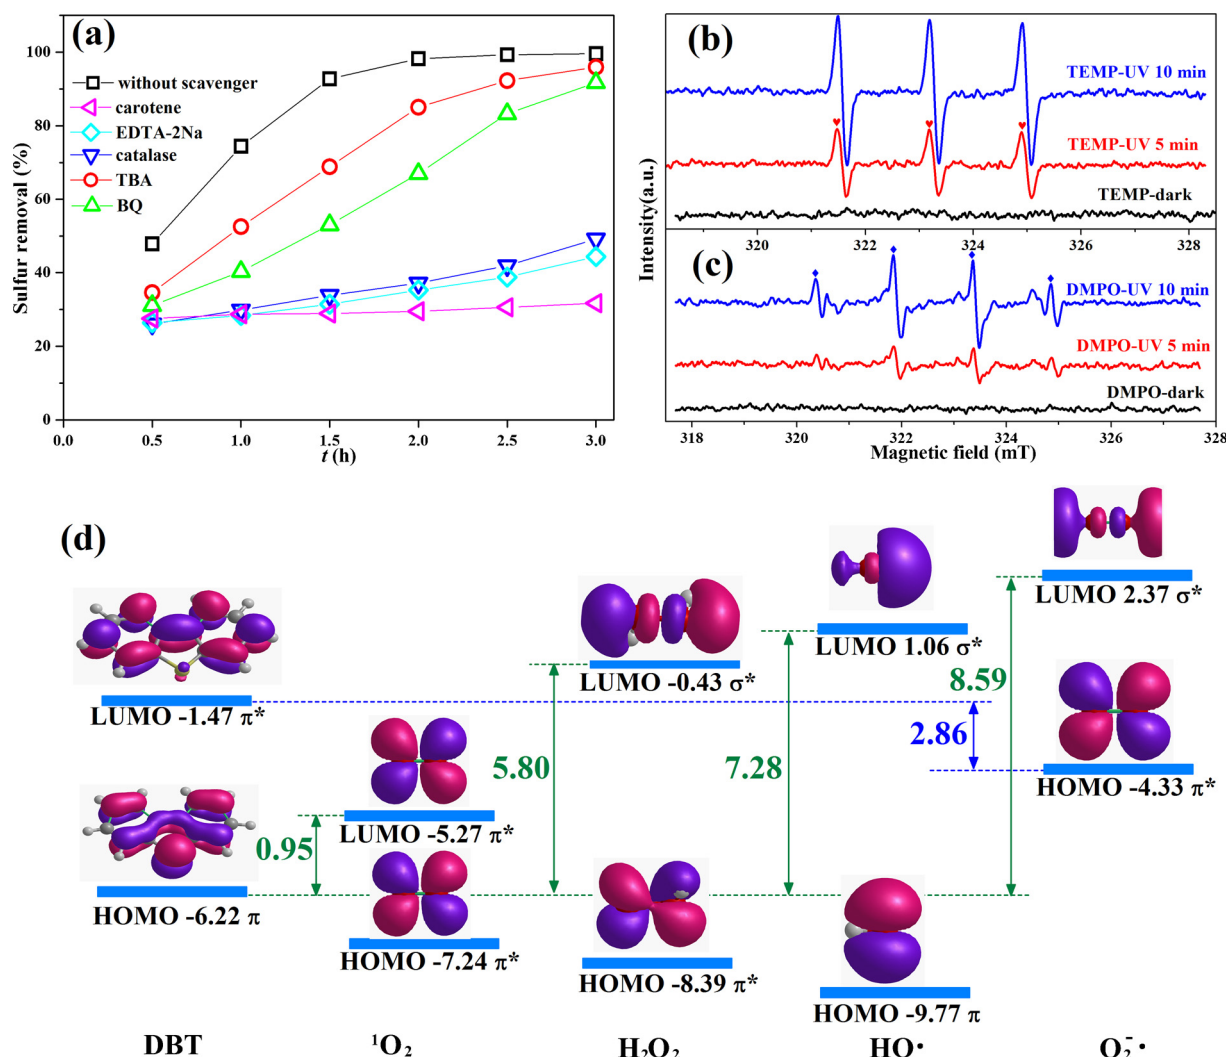 (a)
100
80
60
40
20
0
Sulfur removal (%)
without scavenger
carotene
EDTA-2Na
catalase
TBA
BQ
0.0 0.5 1.0 1.5 2.0 2.5 3.0
t (h)
(b)
TEMP-UV 10 min
TEMP-UV 5 min
TEMP-dark
320 322 324 326 328
Intensity(a.u.)
(c)
DMPO-UV 10 min
DMPO-UV 5 min
DMPO-dark
318 320 322 324 326 328
Magnetic field (mT)
(d)
LUMO 2.37 σ*
LUMO 1.06 σ*
LUMO -0.43 σ*
LUMO -1.47 π*
8.59
2.86
5.80
7.28
HOMO -4.33 π*
LUMO -5.27 π*
0.95
HOMO -6.22 π
HOMO -7.24 π*
HOMO -8.39 π*
HOMO -9.77 π
DBT ¹O₂ H₂O₂ HO• O₂⁻•